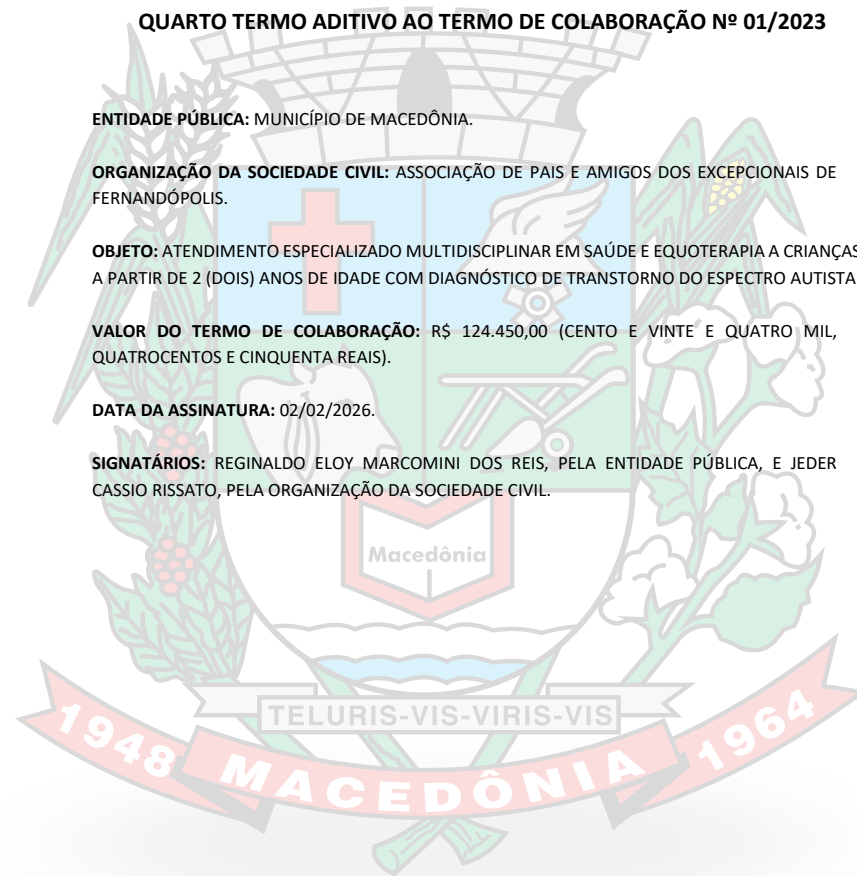 QUARTO TERMO ADITIVO AO TERMO DE COLABORAÇÃO Nº 01/2023
ENTIDADE PÚBLICA: MUNICÍPIO DE MACEDÔNIA.
ORGANIZAÇÃO DA SOCIEDADE CIVIL: ASSOCIAÇÃO DE PAIS E AMIGOS DOS EXCEPCIONAIS DE
FERNANDÓPOLIS.
OBJETO: ATENDIMENTO ESPECIALIZADO MULTIDISCIPLINAR EM SAÚDE E EQUOTERAPIA A CRIANÇAS
A PARTIR DE 2 (DOIS) ANOS DE IDADE COM DIAGNÓSTICO DE TRANSTORNO DO ESPECTRO AUTISTA
VALOR DO TERMO DE COLABORAÇÃO: R$ 124.450,00 (CENTO E VINTE E QUATRO MIL,
QUATROCENTOS E CINQUENTA REAIS).
DATA DA ASSINATURA: 02/02/2026.
SIGNATÁRIOS: REGINALDO ELOY MARCOMINI DOS REIS, PELA ENTIDADE PÚBLICA, E JEDER
CASSIO RISSATO, PELA ORGANIZAÇÃO DA SOCIEDADE CIVIL.
Macedônia
TELURIS-VIS-VIRIS-VIS
1948 MACEDÔNIA 1964